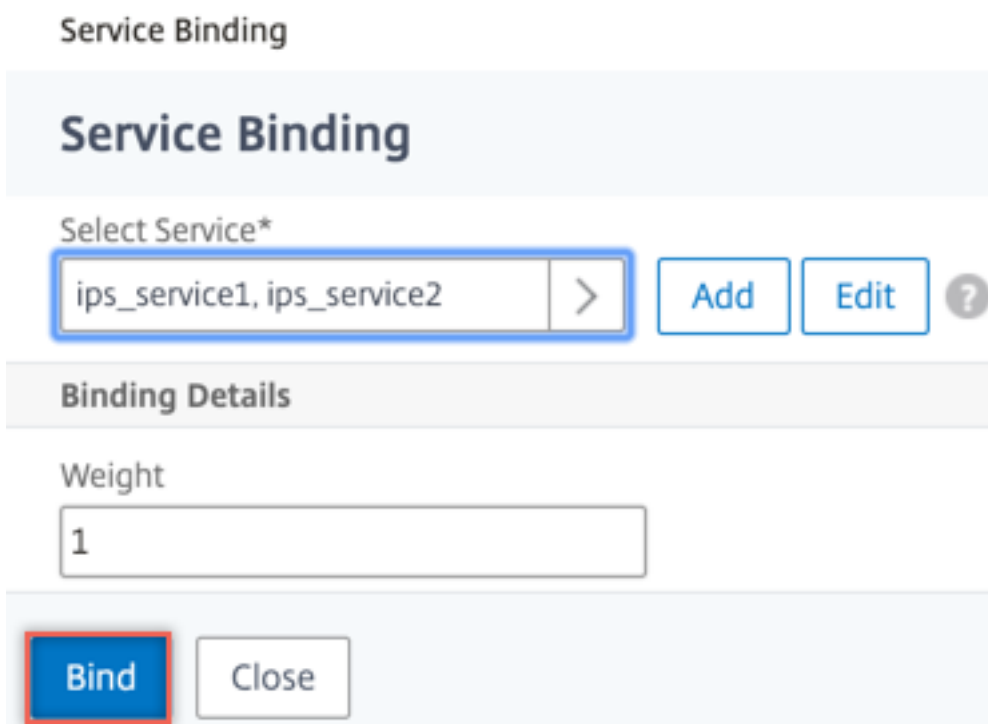 Service Binding
Service Binding
Select Service*
ips_service1, ips_service2 > Add Edit ?
Binding Details
Weight
1
Bind Close